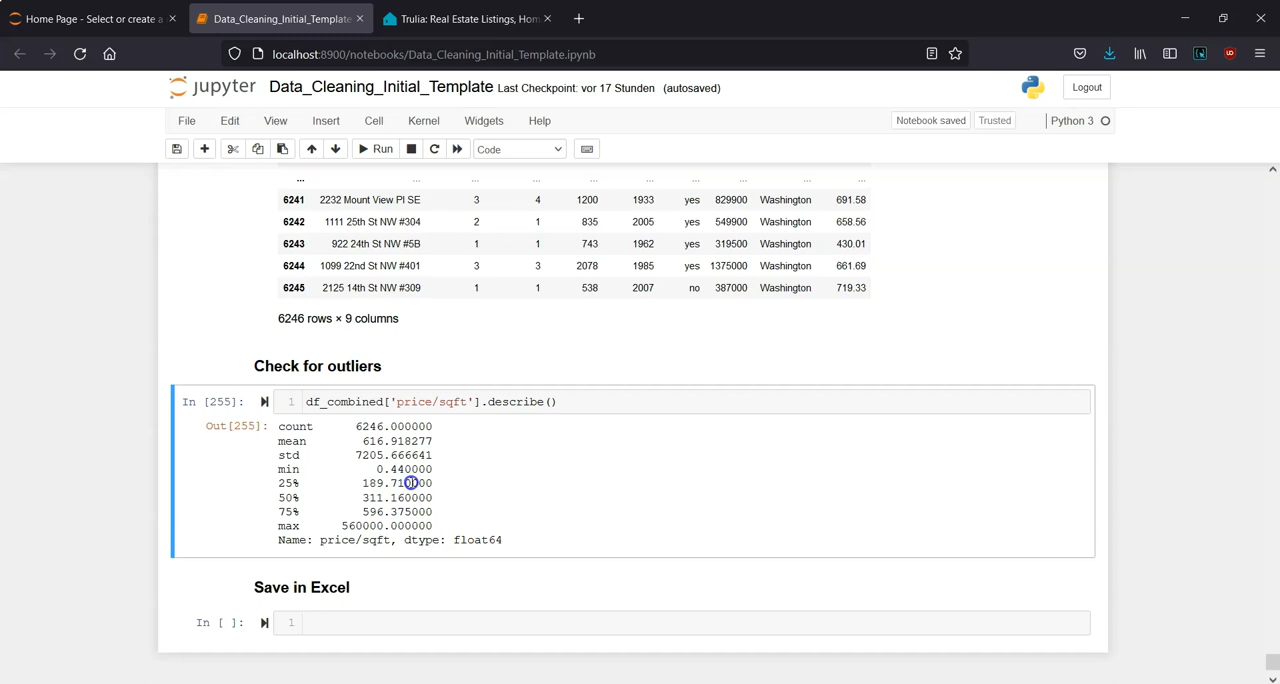 Home Page - Select or create a
Data_Cleaning_Initial_Template
Trulia: Real Estate Listings, Hom
localhost:8900/notebooks/Data_Cleaning_Initial_Template.ipynb
jupyter Data_Cleaning_Initial_Template Last Checkpoint: vor 17 Stunden (autosaved)
Logout
File Edit View Insert Cell Kernel Widgets Help
Notebook saved Trusted Python 3
Run Code
... ... ... ... ... ... ... ... ... ...
6241 2232 Mount View Pl SE 3 4 1200 1933 yes 829900 Washington 691.58
6242 1111 25th St NW #304 2 1 835 2005 yes 549900 Washington 658.56
6243 922 24th St NW #5B 1 1 743 1962 yes 319500 Washington 430.01
6244 1099 22nd St NW #401 3 3 2078 1985 yes 1375000 Washington 661.69
6245 2125 14th St NW #309 1 1 538 2007 no 387000 Washington 719.33
6246 rows × 9 columns
Check for outliers
In [255]: 1 df_combined['price/sqft'].describe()
Out[255]: count 6246.000000
mean 616.918277
std 7205.666641
min 0.440000
25% 189.710000
50% 311.160000
75% 596.375000
max 560000.000000
Name: price/sqft, dtype: float64
Save in Excel
In [ ]: 1